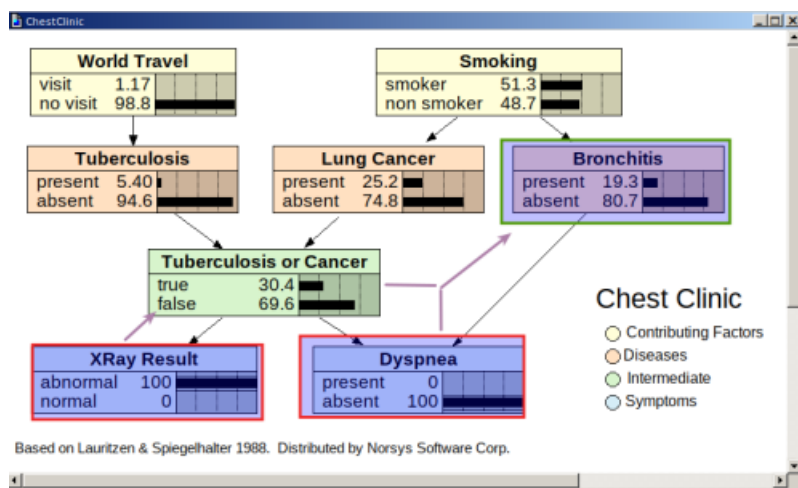 ChestClinic
World Travel
visit 1.17
no visit 98.8
Smoking
smoker 51.3
non smoker 48.7
Tuberculosis
present 5.40
absent 94.6
Lung Cancer
present 25.2
absent 74.8
Bronchitis
present 19.3
absent 80.7
Tuberculosis or Cancer
true 30.4
false 69.6
XRay Result
abnormal 100
normal 0
Dyspnea
present 0
absent 100
Chest Clinic
Contributing Factors
Diseases
Intermediate
Symptoms
Based on Lauritzen & Spiegelhalter 1988. Distributed by Norsys Software Corp.